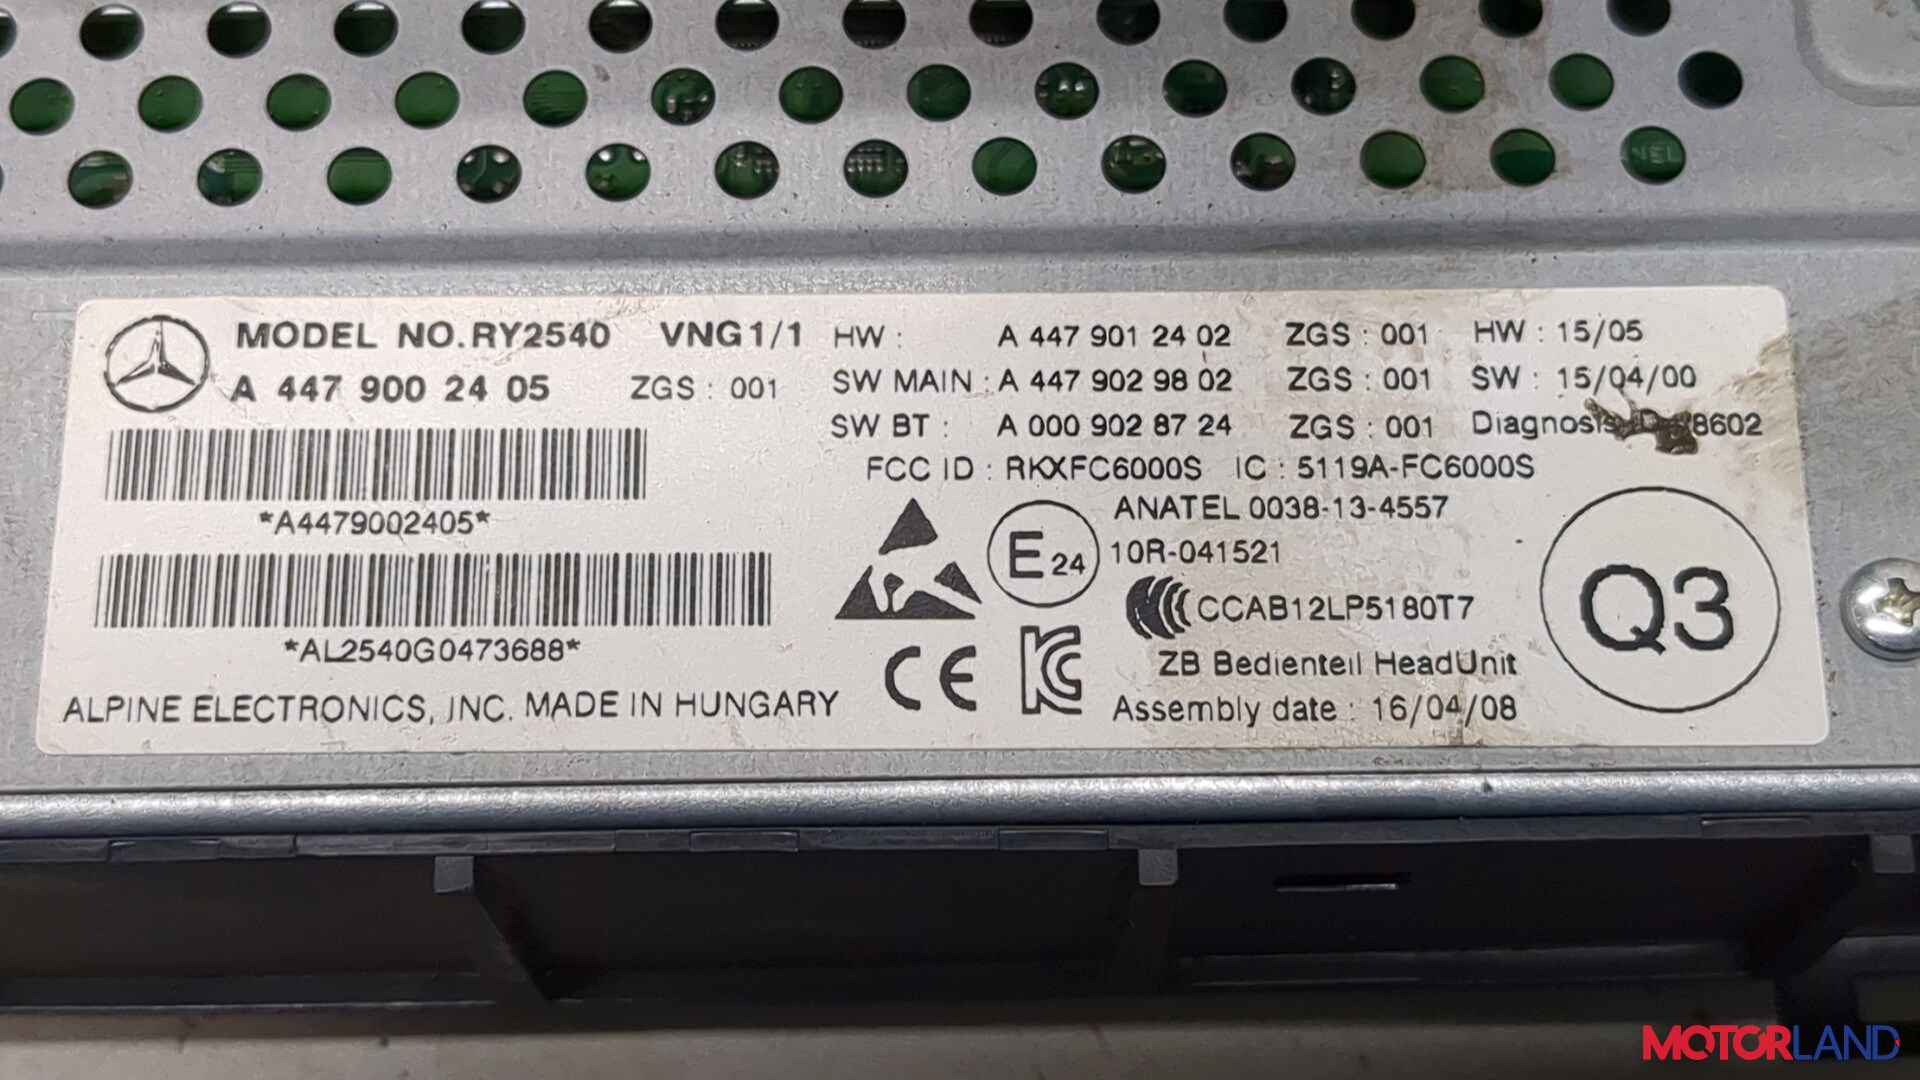 MODEL NO.RY2540 VNG1/1
A 447 900 24 05 ZGS : 001
*A4479002405*
*AL2540G0473688*
ALPINE ELECTRONICS, INC. MADE IN HUNGARY
HW : A 447 901 24 02 ZGS : 001 HW : 15/05
SW MAIN : A 447 902 98 02 ZGS : 001 SW : 15/04/00
SW BT : A 000 902 87 24 ZGS : 001 Diagnosis
FCC ID : RKXFC6000S IC : 5119A-FC6000S
E24
ANATEL 0038-13-4557
10R-041521
CCAB12LP5180T7
CE
ZB Bedienteil HeadUnit
Assembly date : 16/04/08
Q3
NEL
MOTORLAND